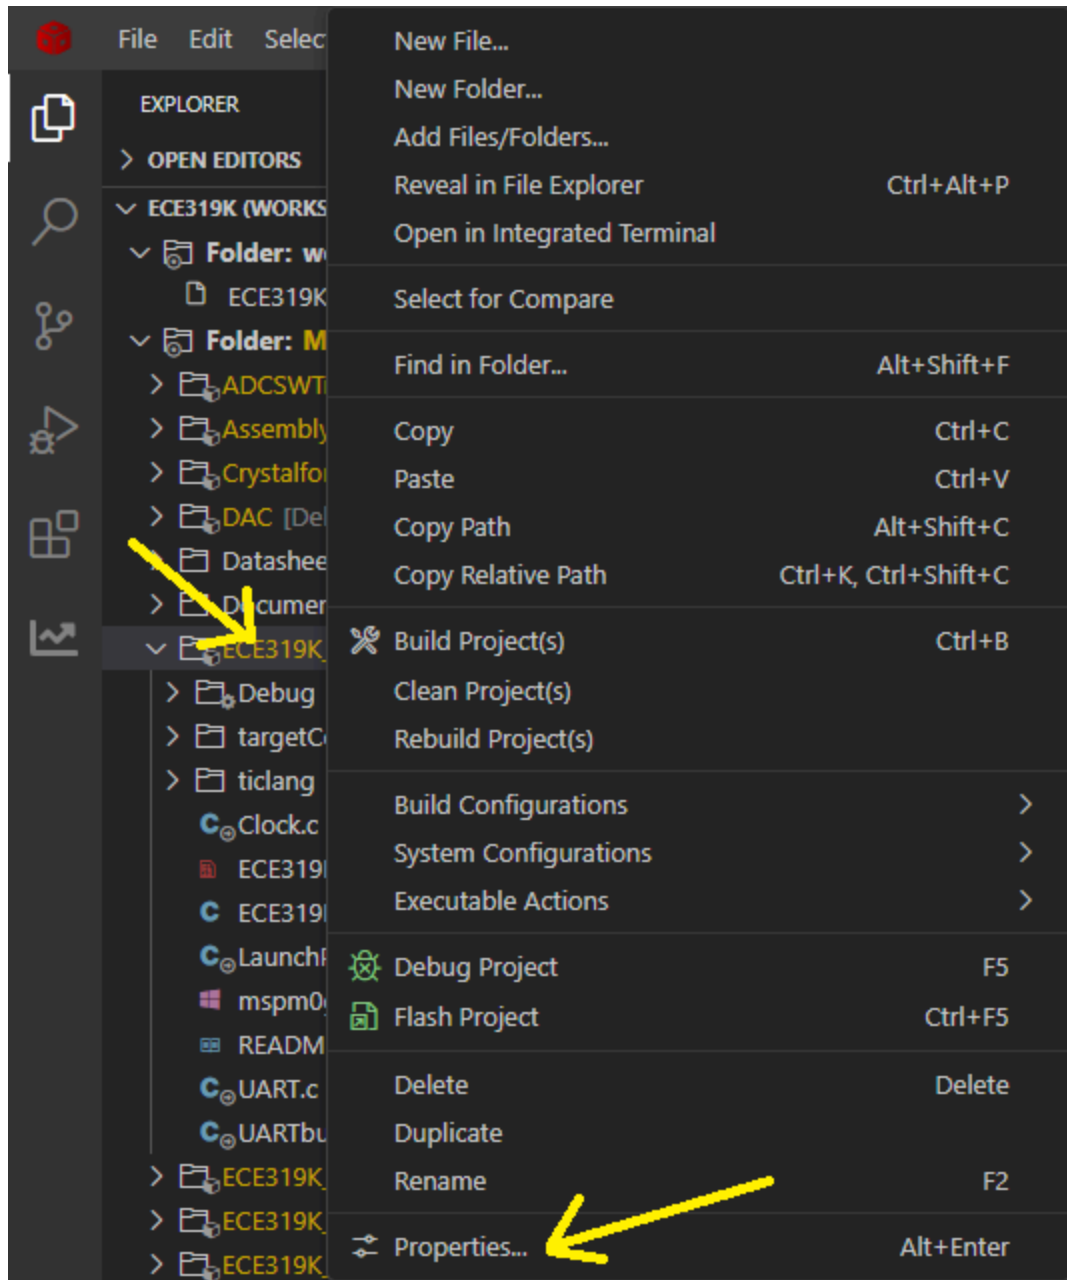 File Edit Selec
EXPLORER
OPEN EDITORS
ECE319K (WORKS
Folder: w
ECE319K
Folder: M
ADCSWT
Assembly
Crystalfo
DAC [De
Datashee
Documen
ECE319K_
Debug
targetC
ticlang
Clock.c
ECE319
ECE319
Launch
mspm0
READM
UART.c
UARTbu
ECE319K_
ECE319K_
ECE319K_
New File...
New Folder...
Add Files/Folders...
Reveal in File Explorer Ctrl+Alt+P
Open in Integrated Terminal
Select for Compare
Find in Folder... Alt+Shift+F
Copy Ctrl+C
Paste Ctrl+V
Copy Path Alt+Shift+C
Copy Relative Path Ctrl+K, Ctrl+Shift+C
Build Project(s) Ctrl+B
Clean Project(s)
Rebuild Project(s)
Build Configurations
System Configurations
Executable Actions
Debug Project F5
Flash Project Ctrl+F5
Delete Delete
Duplicate
Rename F2
Properties... Alt+Enter